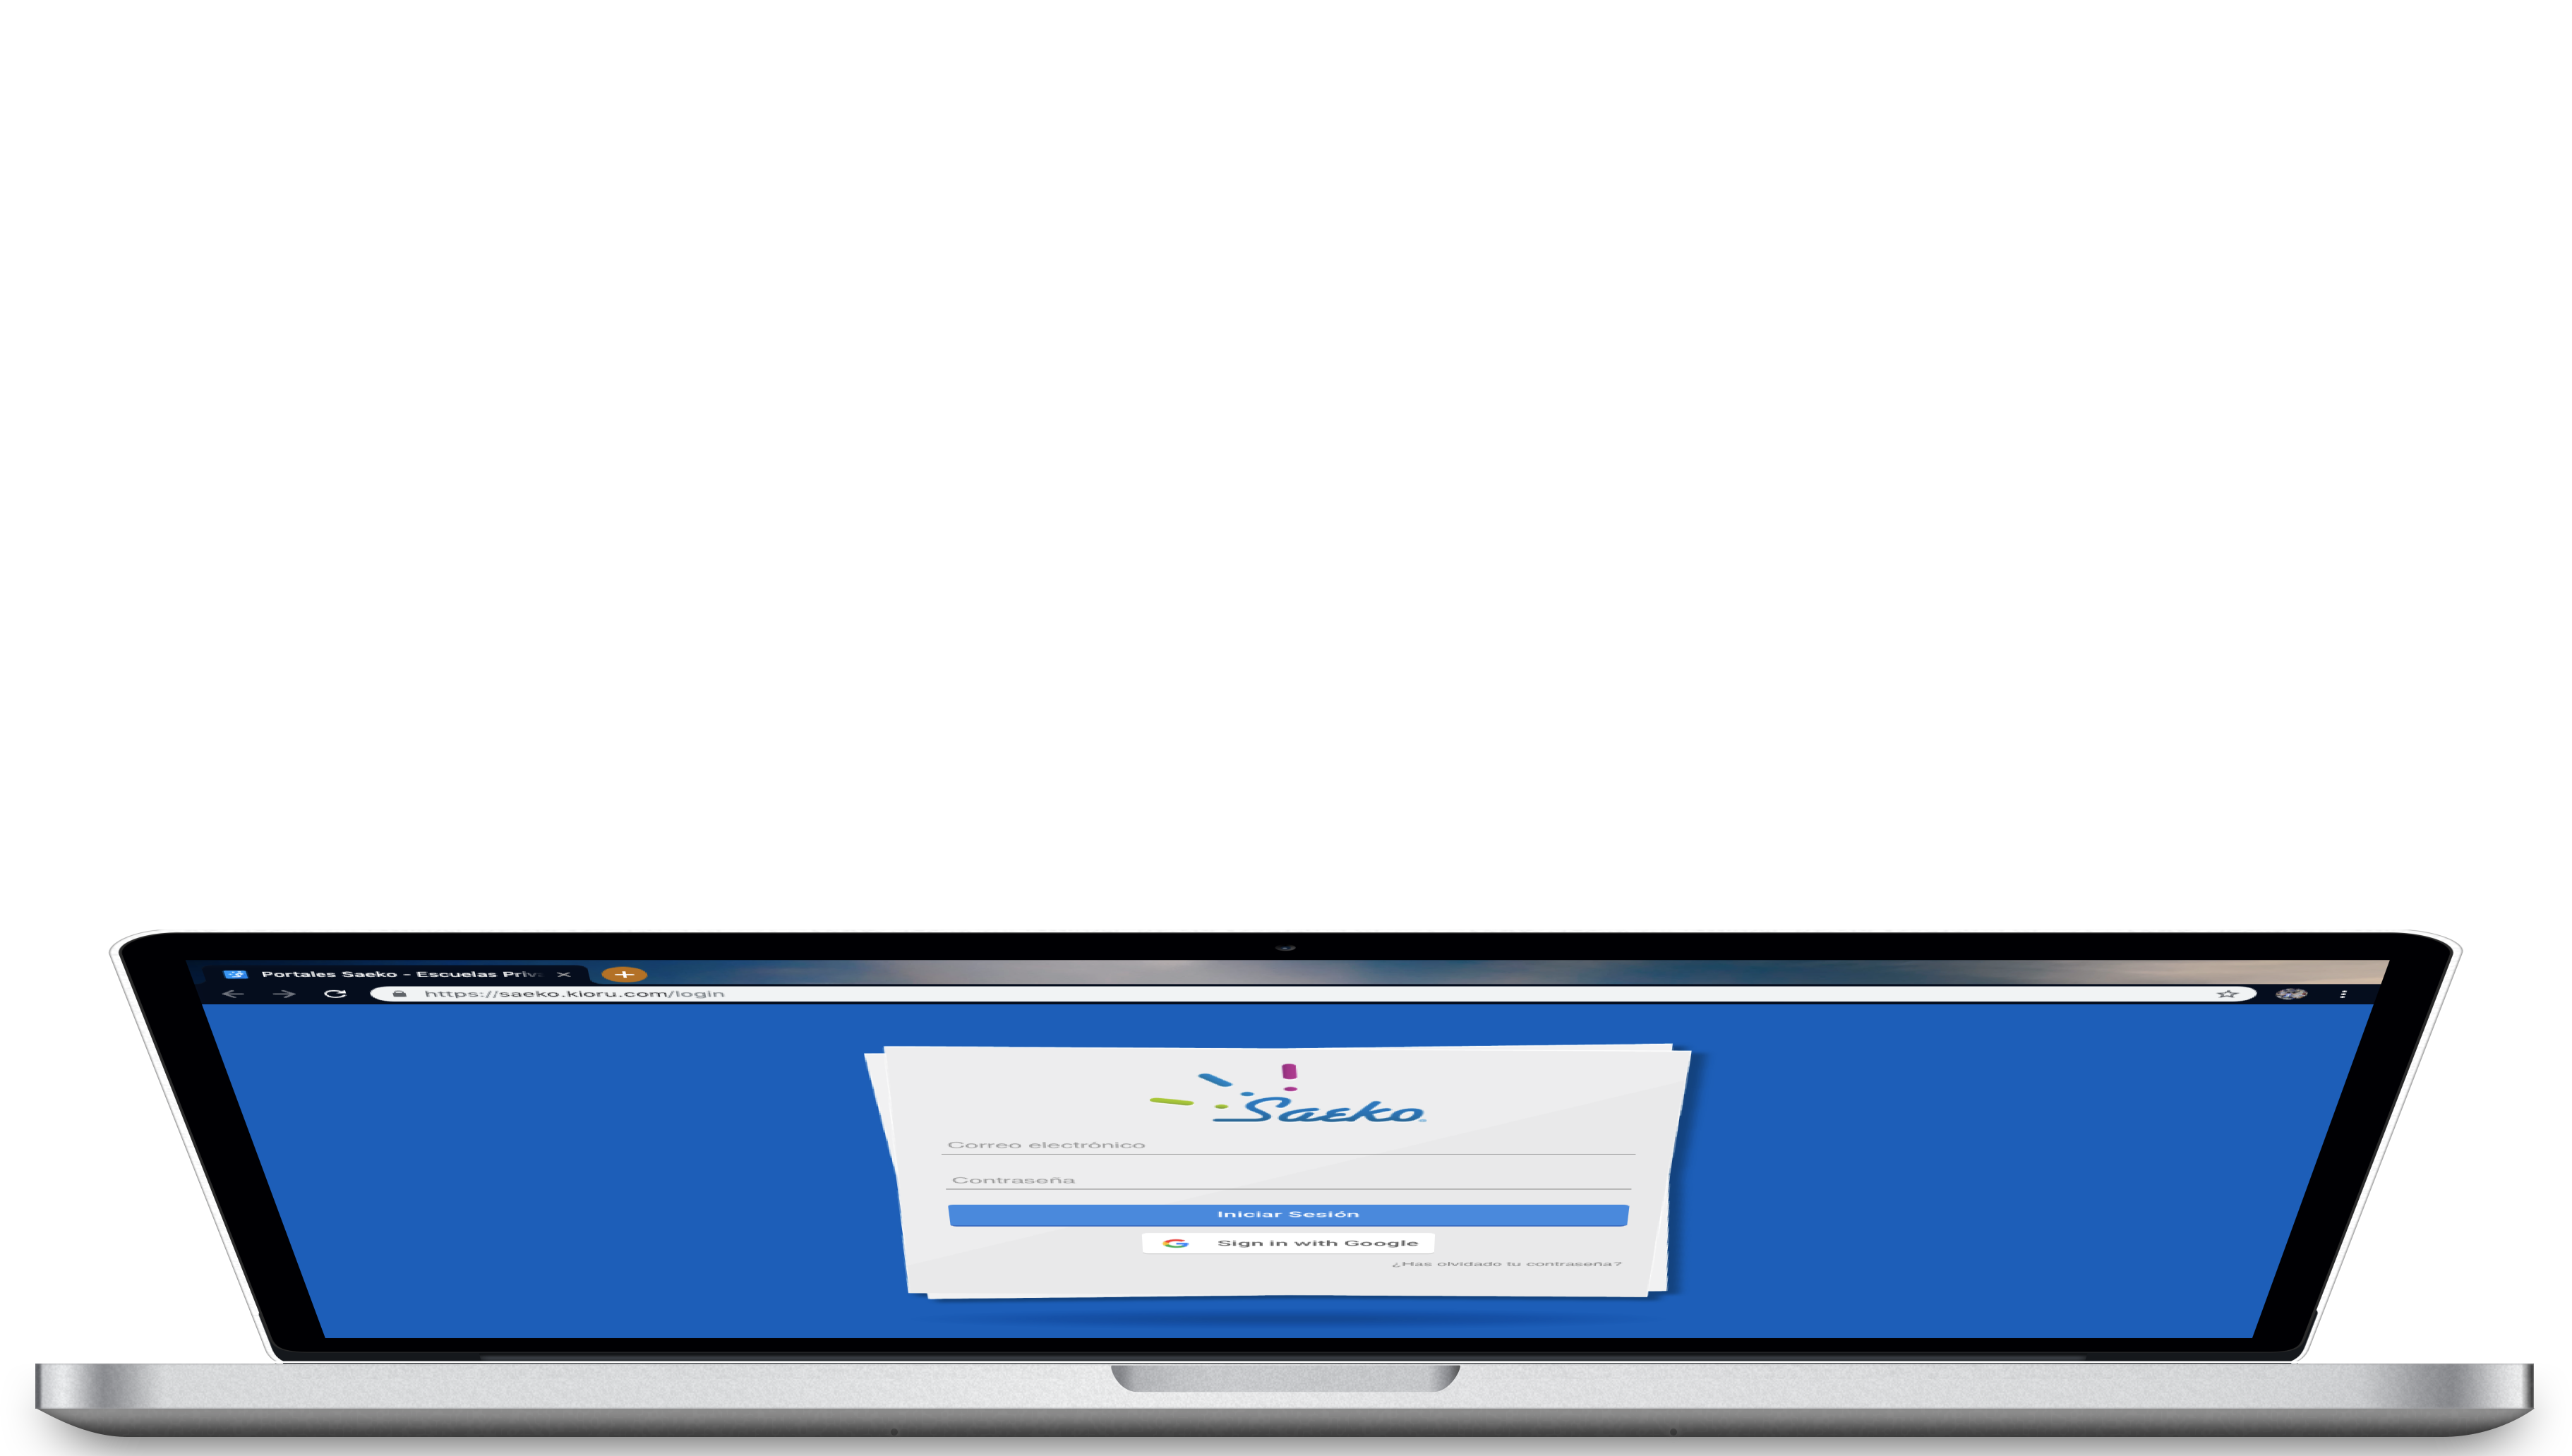 Portales Saeko - Escuelas Priv
https://saeko.kioru.com/login
Saeko
Correo electrónico
Contraseña
Iniciar Sesión
Sign in with Google
¿Has olvidado tu contraseña?